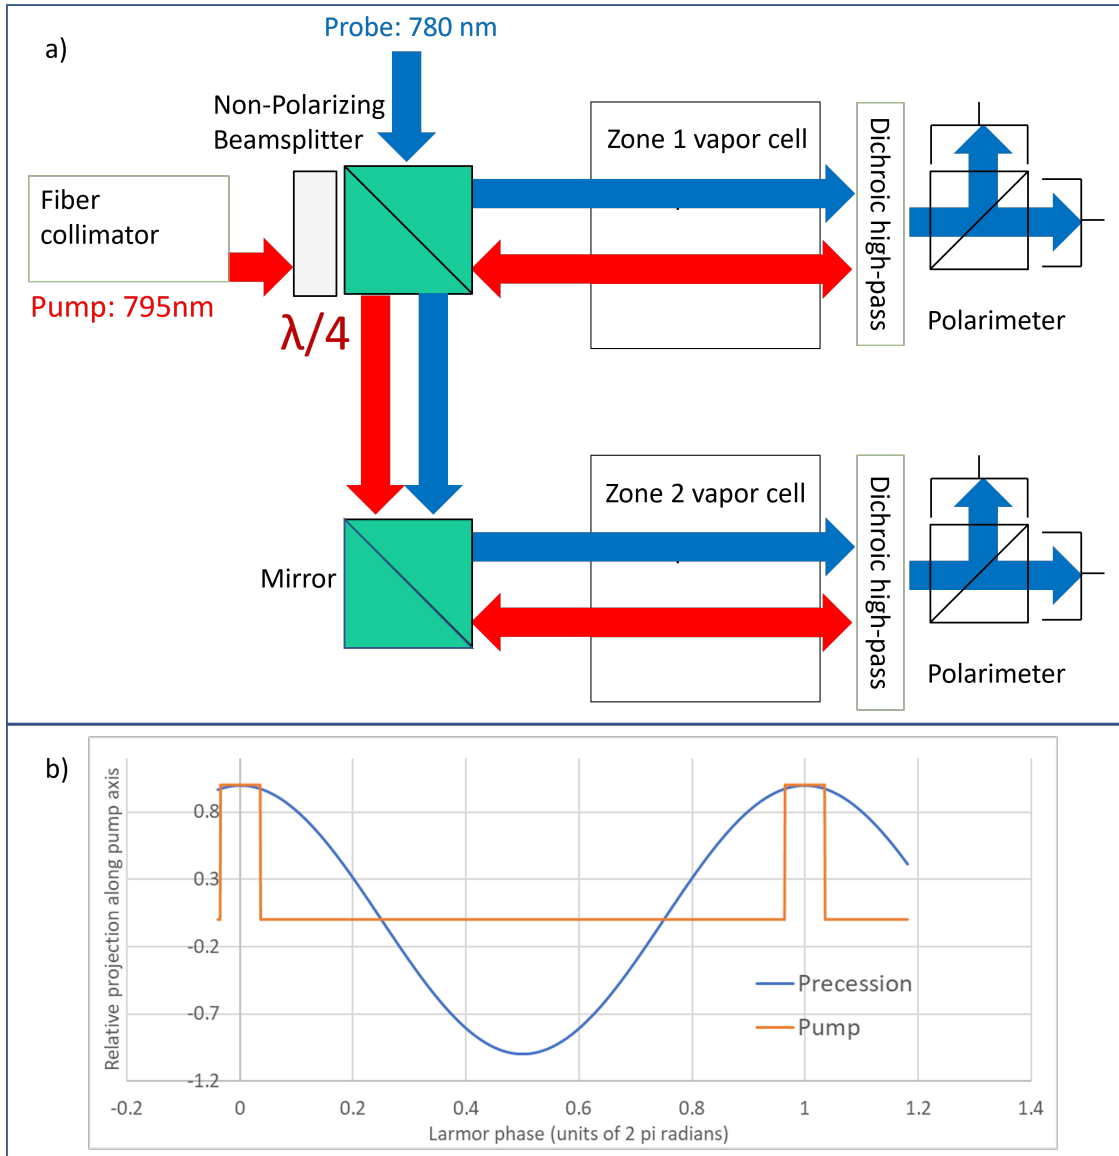 a)
Probe: 780 nm
Non-Polarizing
Beamsplitter
Fiber
collimator
Pump: 795nm
λ/4
Zone 1 vapor cell
Dichroic high-pass
Polarimeter
Mirror
Zone 2 vapor cell
Dichroic high-pass
Polarimeter
b)
Relative projection along pump axis
0.8
0.3
-0.2
-0.7
-1.2
Precession
Pump
-0.2 0 0.2 0.4 0.6 0.8 1 1.2 1.4
Larmor phase (units of 2 pi radians)